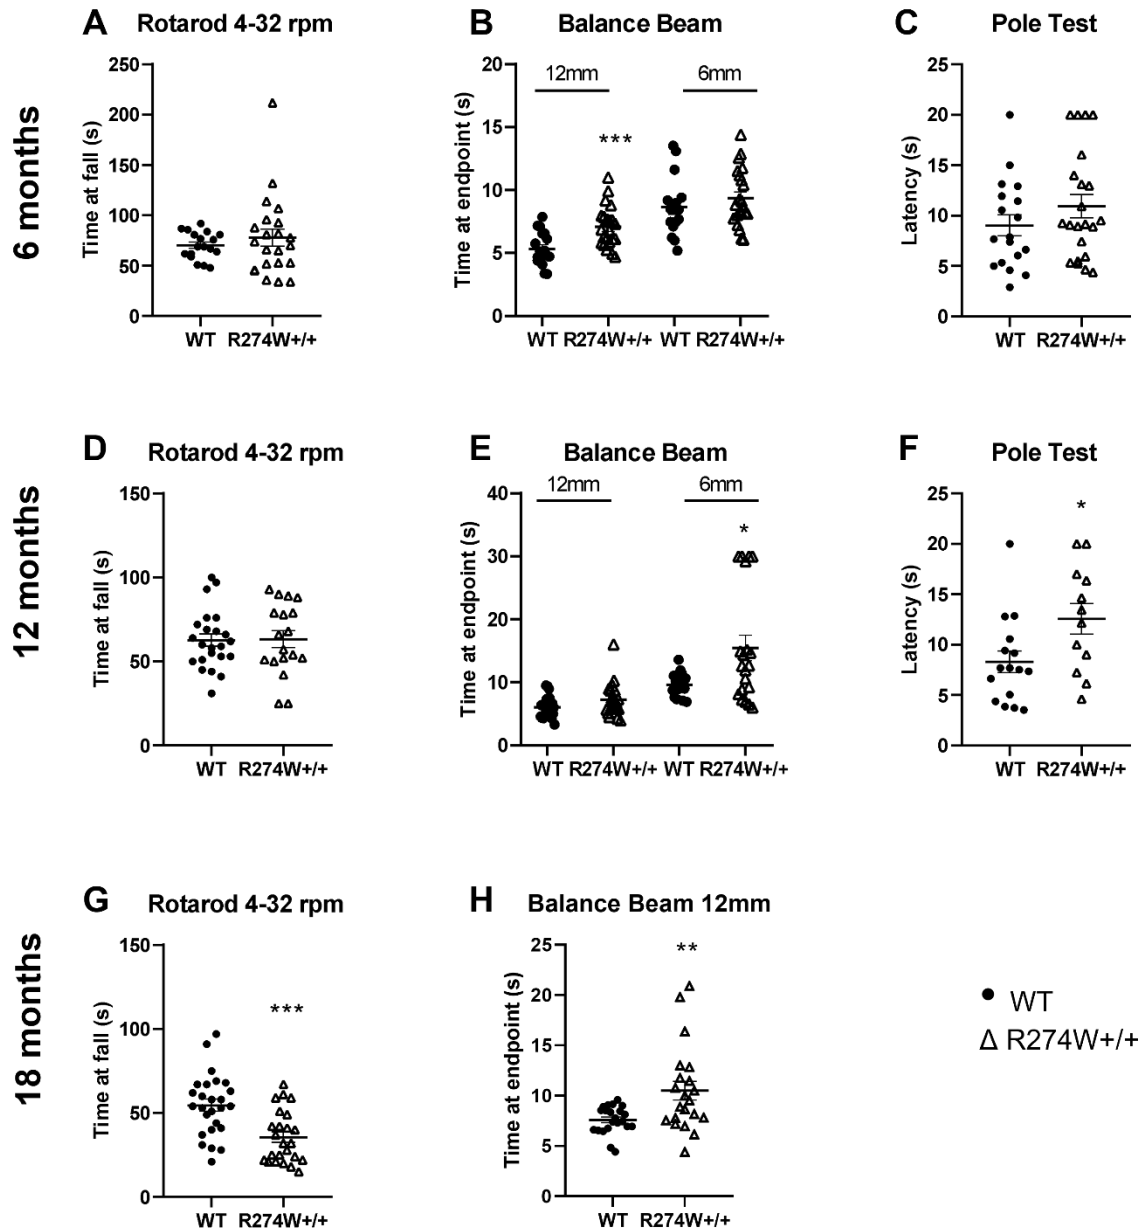 A Rotarod 4-32 rpm
B Balance Beam
C Pole Test
6 months
Time at fall (s)
250
200
150
100
50
0
WT R274W+/+
Time at endpoint (s)
20
15
10
5
0
12mm 6mm
***
WT R274W+/+ WT R274W+/+
Latency (s)
25
20
15
10
5
0
WT R274W+/+
D Rotarod 4-32 rpm
E Balance Beam
F Pole Test
12 months
Time at fall (s)
150
100
50
0
WT R274W+/+
Time at endpoint (s)
40
30
20
10
0
12mm 6mm
*
WT R274W+/+ WT R274W+/+
Latency (s)
25
20
15
10
5
0
*
WT R274W+/+
G Rotarod 4-32 rpm
H Balance Beam 12mm
18 months
Time at fall (s)
150
100
50
0
***
WT R274W+/+
Time at endpoint (s)
25
20
15
10
5
0
**
WT R274W+/+
WT
R274W+/+